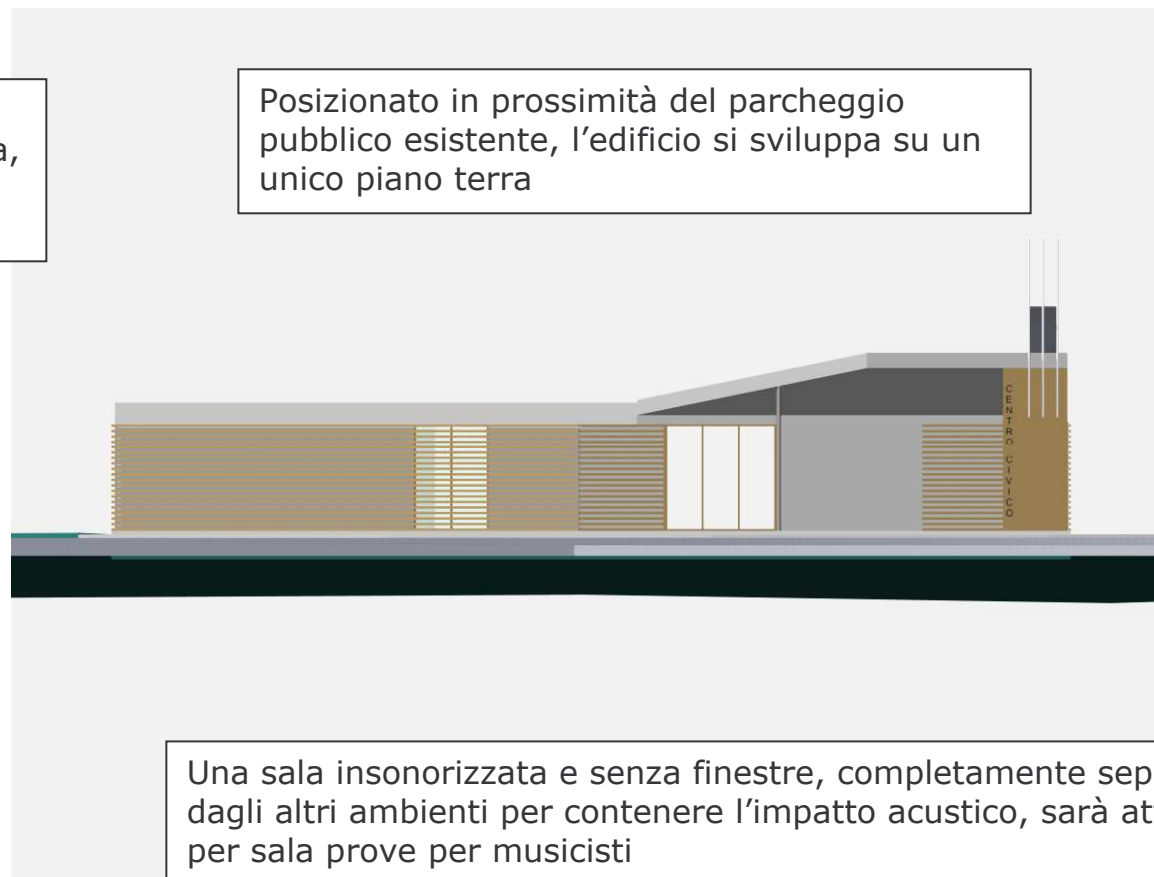 a,
Posizionato in prossimità del parcheggio
pubblico esistente, l’edificio si sviluppa su un
unico piano terra
CENTRO CIVICO
Una sala insonorizzata e senza finestre, completamente sep
dagli altri ambienti per contenere l’impatto acustico, sarà at
per sala prove per musicisti